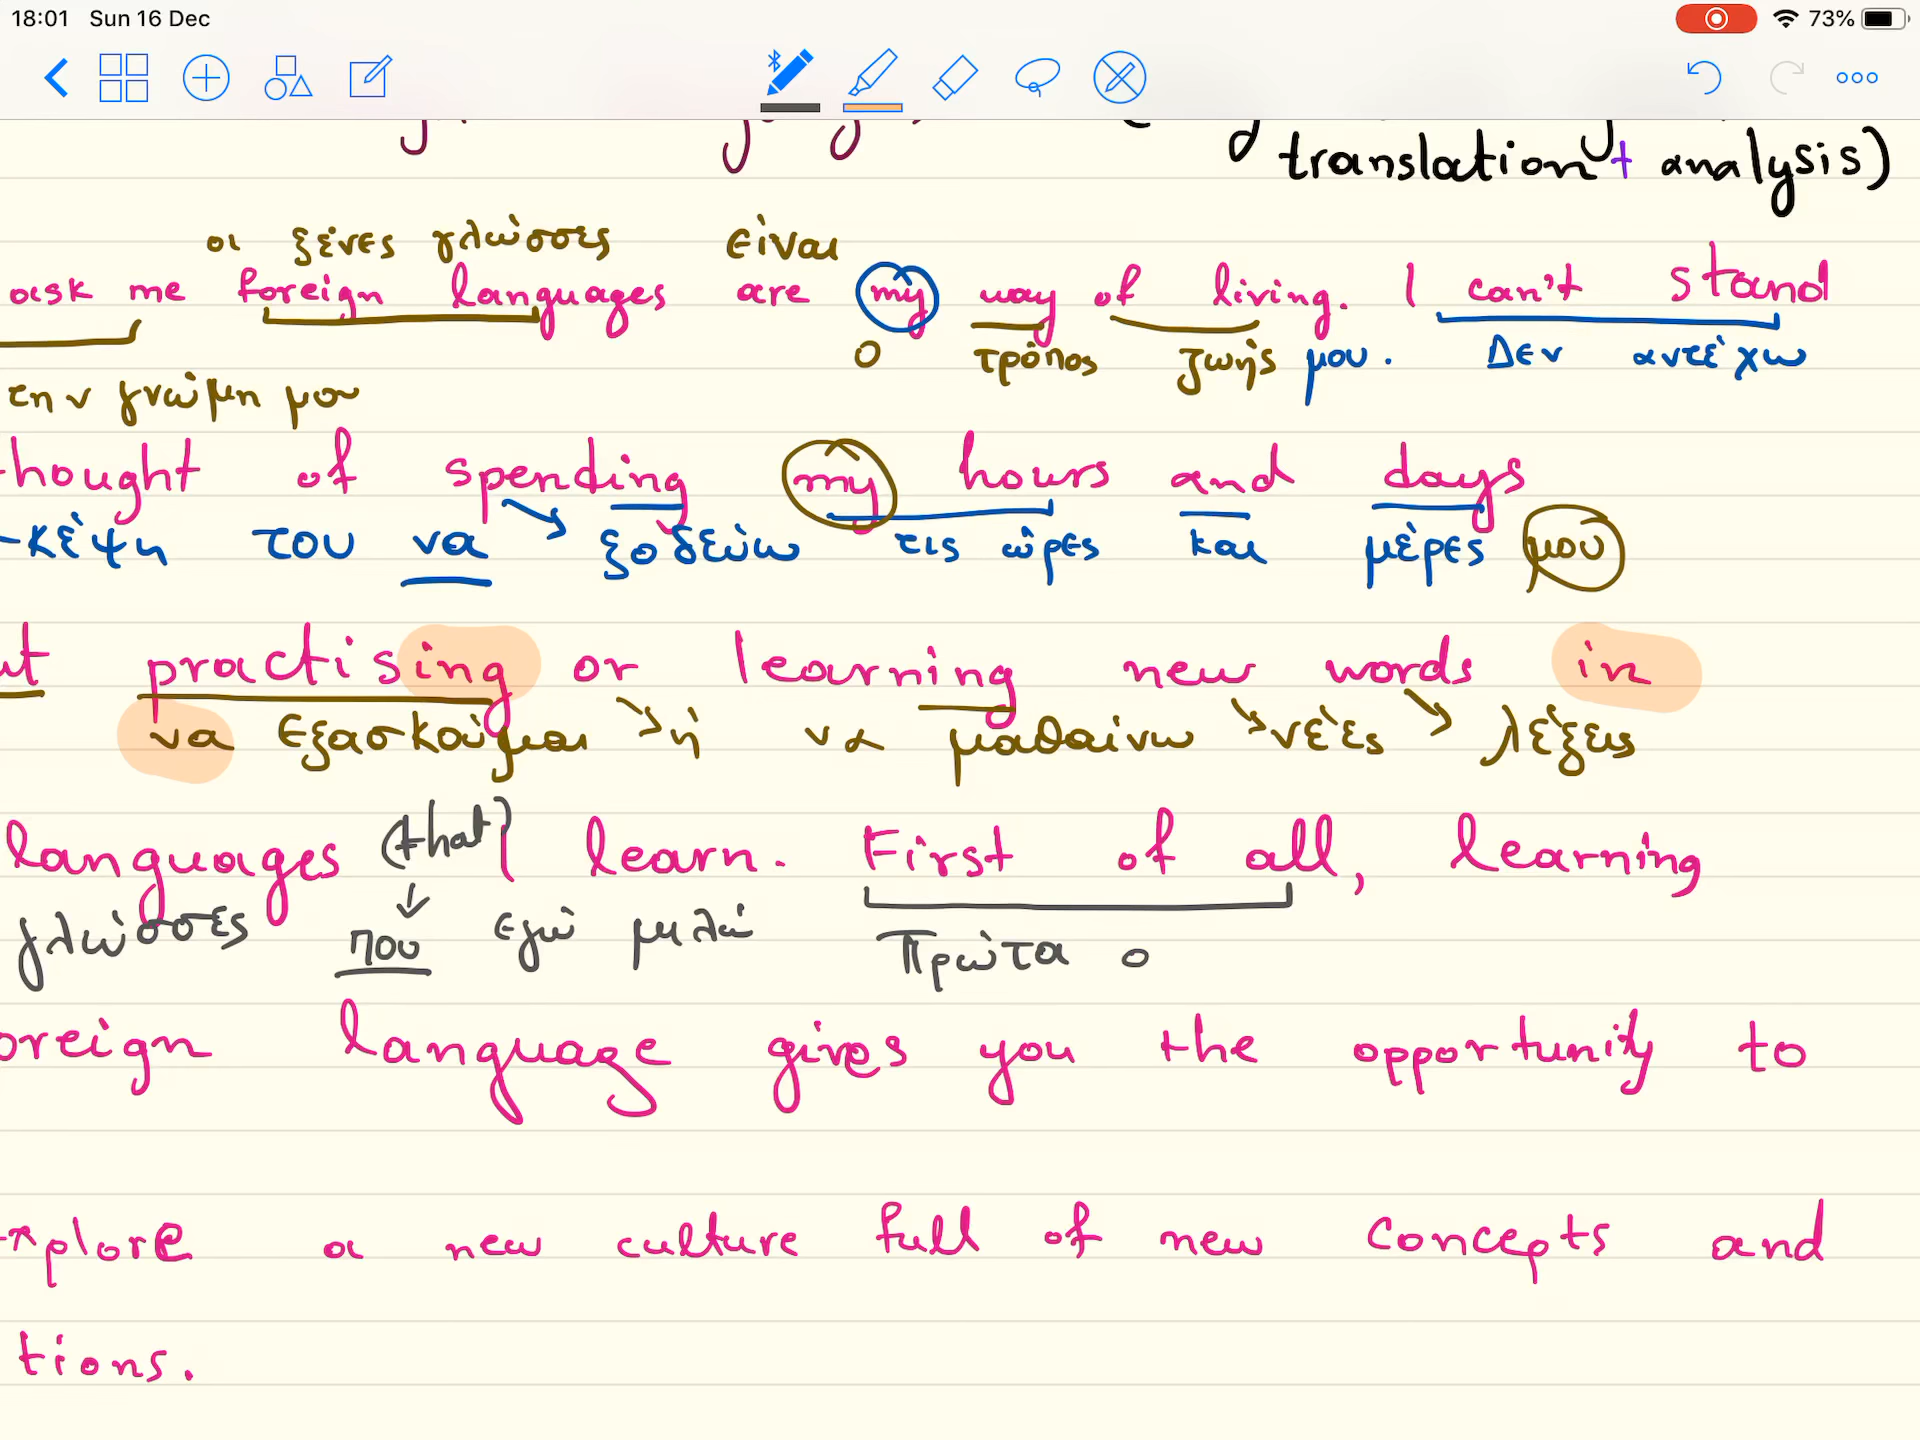 18:01 Sun 16 Dec 73%
translation + analysis)
οι ξένες γλώσσες είναι
ask me foreign languages are my way of living. I can't stand
ο τρόπος ζωής μου. Δεν αντέχω
την γνώμη μου
thought of spending my hours and days
-κέψη του να ξοδεύω τις ώρες και μέρες μου
ut practising or learning new words in
να εξασκούμαι ή να μαθαίνω νέες λέξεις
languages (that) I learn. First of all, learning
γλώσσες που εγώ μιλώ Πρώτα ο
oreign language gives you the opportunity to
xplore a new culture full of new concepts and
tions.